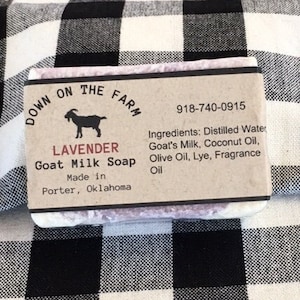 DOWN ON THE FARM
LAVENDER
Goat Milk Soap
Made in
Porter, Oklahoma
918-740-0915
Ingredients: Distilled Water
Goat's Milk, Coconut Oil,
Olive Oil, Lye, Fragrance
Oil